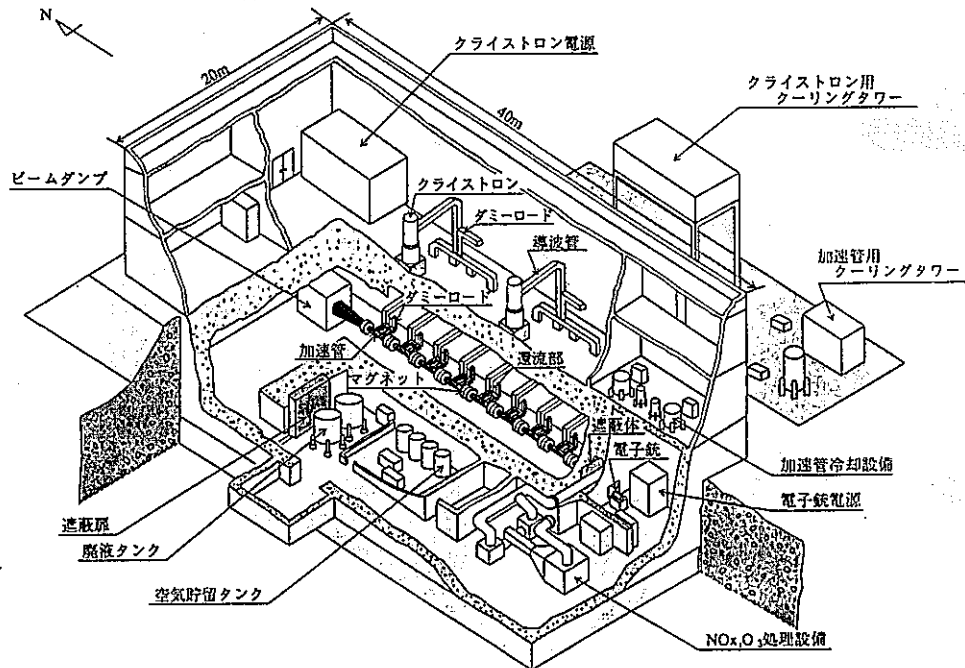 N
20m
40m
クライストロン電源
クライストロン用
クーリングタワー
ビームダンプ
クライストロン
ダミーロード
導波管
加速管用
クーリングタワー
ダミーロード
加速管
還流部
マグネット
遮蔽体
電子銃
加速管冷却設備
電子銃電源
遮蔽扉
廃液タンク
空気貯留タンク
NOx,O3処理設備